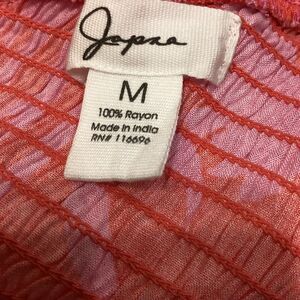 Japna
M
100% Rayon
Made in India
RN# 116696